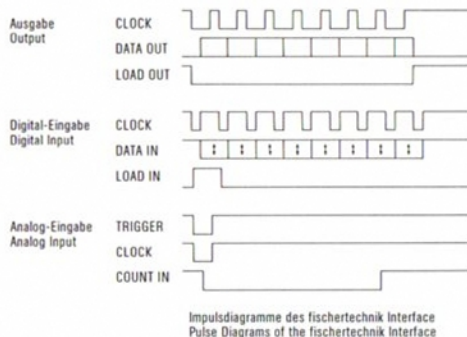 Ausgabe
Output
CLOCK
DATA OUT
LOAD OUT
Digital-Eingabe
Digital Input
CLOCK
DATA IN
LOAD IN
Analog-Eingabe
Analog Input
TRIGGER
CLOCK
COUNT IN
Impulsdiagramme des fischertechnik Interface
Pulse Diagrams of the fischertechnik Interface